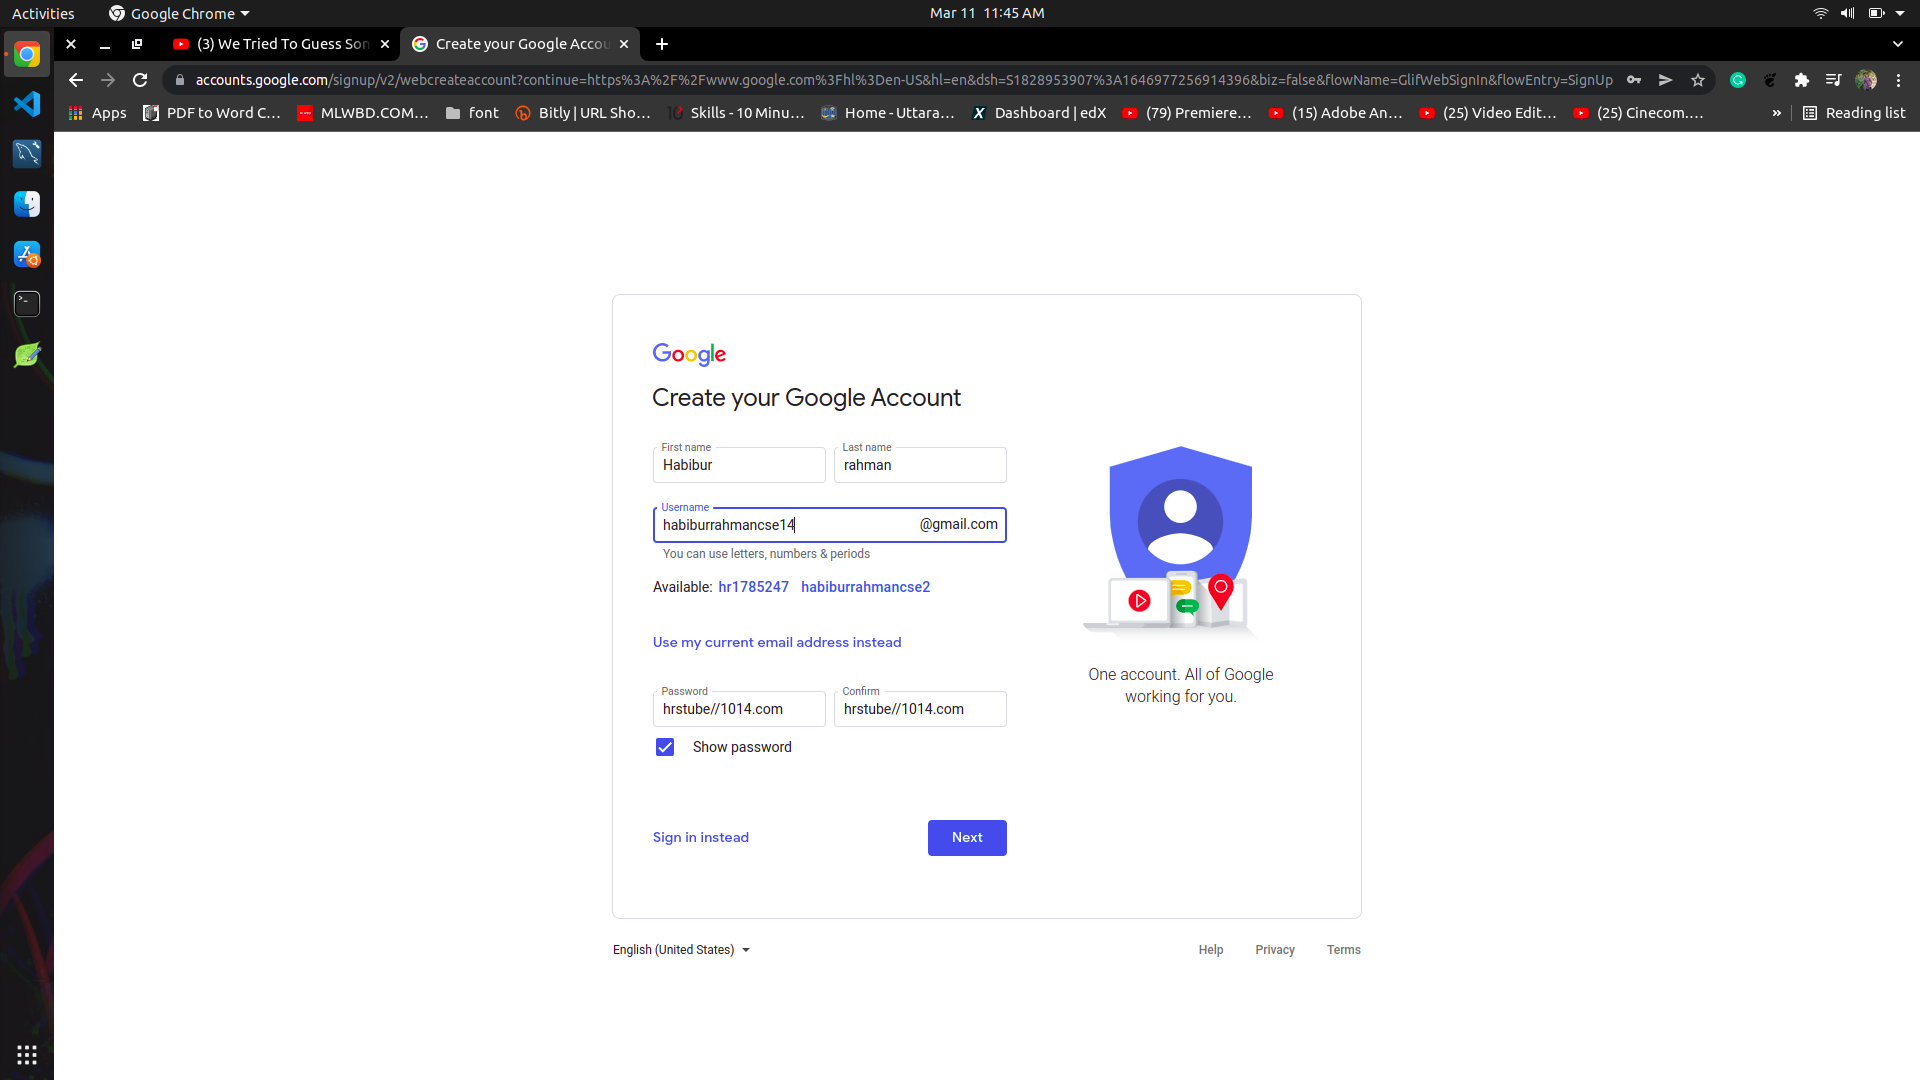 Activities
Google Chrome
Mar 11 11:45 AM
(3) We Tried To Guess Son
Create your Google Accou
accounts.google.com/signup/v2/webcreateaccount?continue=https%3A%2F%2Fwww.google.com%3Fhl%3Den-US&hl=en&dsh=S1828953907%3A1646977256914396&biz=false&flowName=GlifWebSignIn&flowEntry=SignUp
Apps
PDF to Word C...
MLWBD.COM...
font
Bitly | URL Sho...
Skills - 10 Minu...
Home - Uttara...
Dashboard | edX
(79) Premiere...
(15) Adobe An...
(25) Video Edit...
(25) Cinecom....
»
Reading list
Google
Create your Google Account
First name
Last name
Habibur
rahman
Username
habiburrahmancse14
@gmail.com
You can use letters, numbers & periods
Available: hr1785247 habiburrahmancse2
Use my current email address instead
Password
Confirm
hrstube//1014.com
hrstube//1014.com
Show password
Sign in instead
Next
One account. All of Google
working for you.
English (United States)
Help
Privacy
Terms